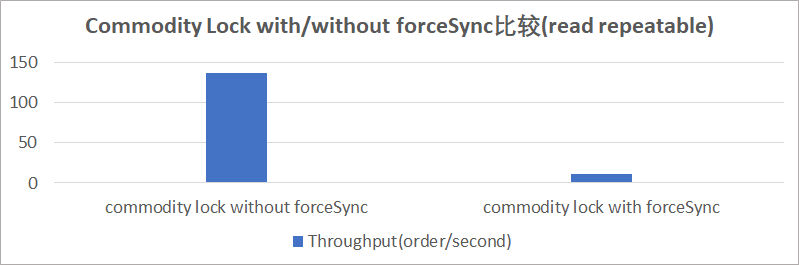 Commodity Lock with/without forceSync比较(read repeatable)
150
100
50
0
commodity lock without forceSync
commodity lock with forceSync
Throughput(order/second)